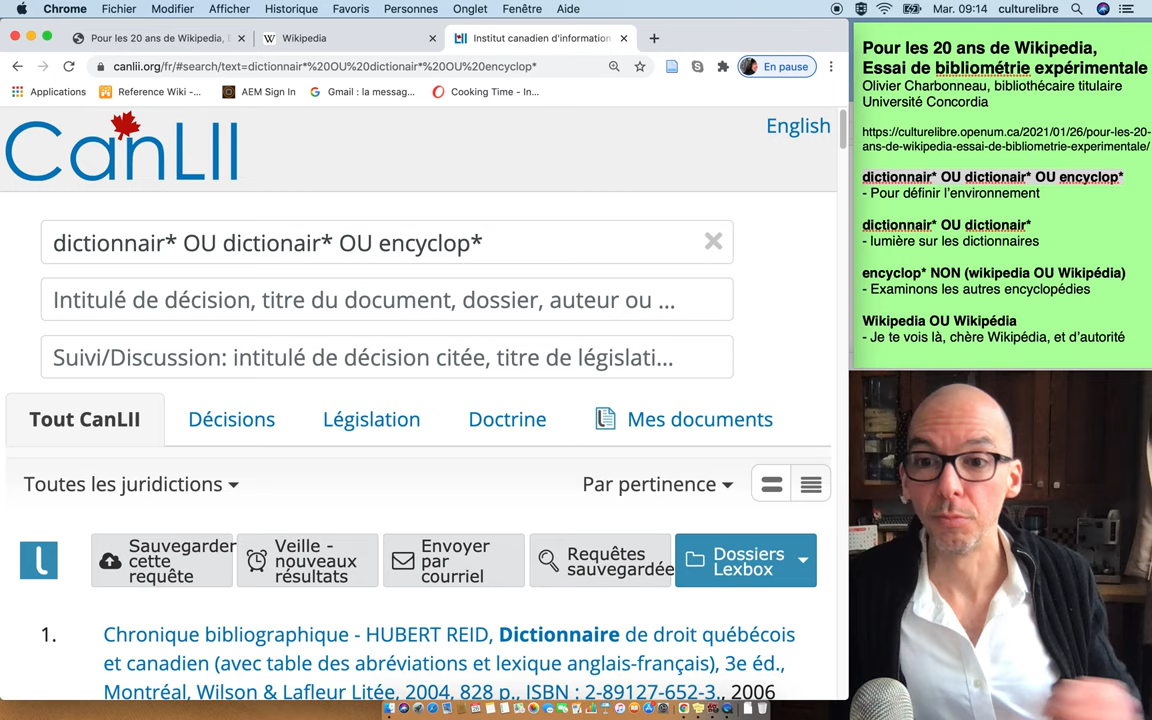 Chrome Fichier Modifier Afficher Historique Favoris Personnes Onglet Fenêtre Aide Mar. 09:14 culturelibre
Pour les 20 ans de Wikipedia, E
Wikipedia
Institut canadien d'information
canlii.org/fr/#search/text=dictionnair*%20OU%20dictionair*%20OU%20encyclop*
En pause
Applications Reference Wiki -... AEM Sign In Gmail : la messag... Cooking Time - In...
CanLII
English
dictionnair* OU dictionair* OU encyclop*
Intitulé de décision, titre du document, dossier, auteur ou ...
Suivi/Discussion: intitulé de décision citée, titre de législati...
Tout CanLII Décisions Législation Doctrine Mes documents
Toutes les juridictions Par pertinence
Sauvegarder cette requête
Veille - nouveaux résultats
Envoyer par courriel
Requêtes sauvegardée
Dossiers Lexbox
1. Chronique bibliographique - HUBERT REID, Dictionnaire de droit québécois
et canadien (avec table des abréviations et lexique anglais-français), 3e éd.,
Montréal, Wilson & Lafleur Litée, 2004, 828 p., ISBN : 2-89127-652-3., 2006
Pour les 20 ans de Wikipedia,
Essai de bibliométrie expérimentale
Olivier Charbonneau, bibliothécaire titulaire
Université Concordia
https://culturelibre.openum.ca/2021/01/26/pour-les-20-
ans-de-wikipedia-essai-de-bibliometrie-experimentale/
dictionnair* OU dictionair* OU encyclop*
- Pour définir l'environnement
dictionnair* OU dictionair*
- lumière sur les dictionnaires
encyclop* NON (wikipedia OU Wikipédia)
- Examinons les autres encyclopédies
Wikipedia OU Wikipédia
- Je te vois là, chère Wikipédia, et d'autorité